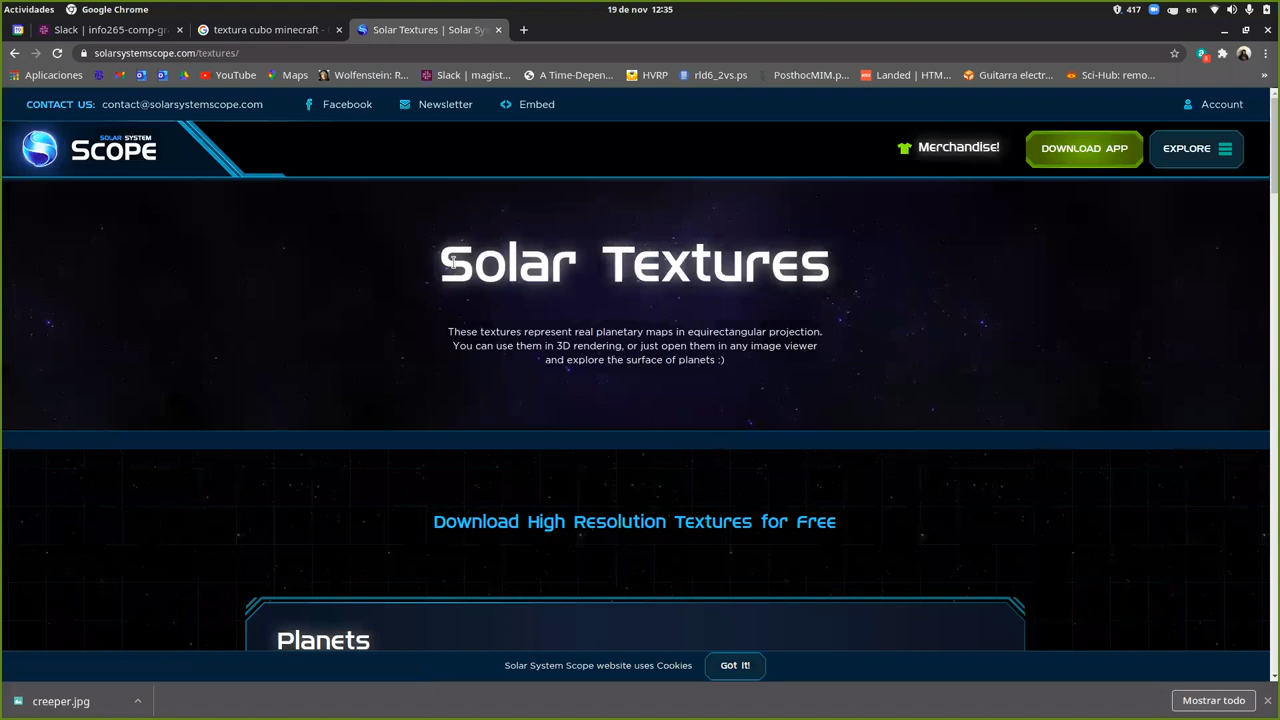 Actividades Google Chrome 19 de nov 12:35 417 en
Slack | info265-comp-gr textura cubo minecraft - Solar Textures | Solar Sy
solarsystemscope.com/textures/
Aplicaciones YouTube Maps Wolfenstein: R... Slack | magist... A Time-Depen... HVRP rld6_2vs.ps PosthocMIM.p... Landed | HTM... Guitarra electr... Sci-Hub: remo... »
CONTACT US: contact@solarsystemscope.com Facebook Newsletter Embed Account
SOLAR SYSTEM
SCOPE Merchandise! DOWNLOAD APP EXPLORE
Solar Textures
These textures represent real planetary maps in equirectangular projection.
You can use them in 3D rendering, or just open them in any image viewer
and explore the surface of planets :)
Download High Resolution Textures for Free
Planets
Solar System Scope website uses Cookies Got it!
creeper.jpg Mostrar todo